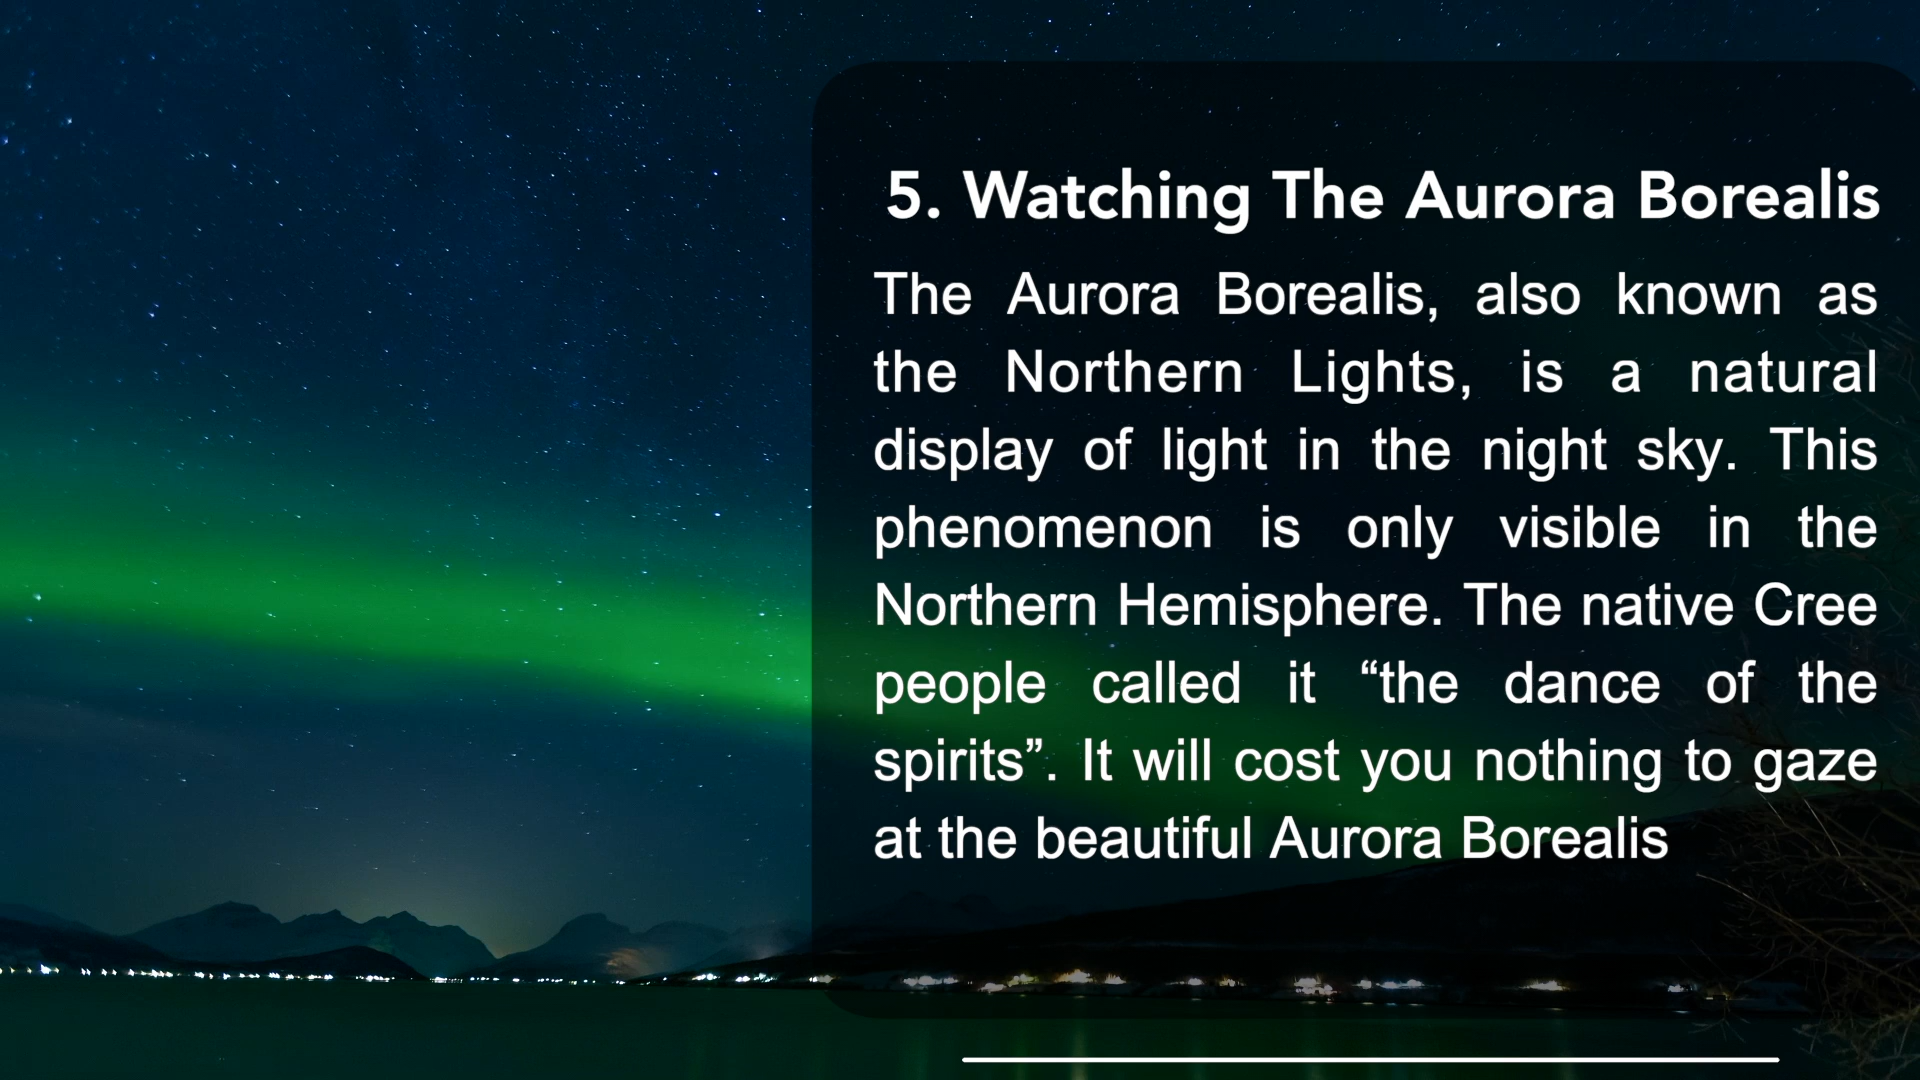 5. Watching The Aurora Borealis
The Aurora Borealis, also known as
the Northern Lights, is a natural
display of light in the night sky. This
phenomenon is only visible in the
Northern Hemisphere. The native Cree
people called it “the dance of the
spirits”. It will cost you nothing to gaze
at the beautiful Aurora Borealis